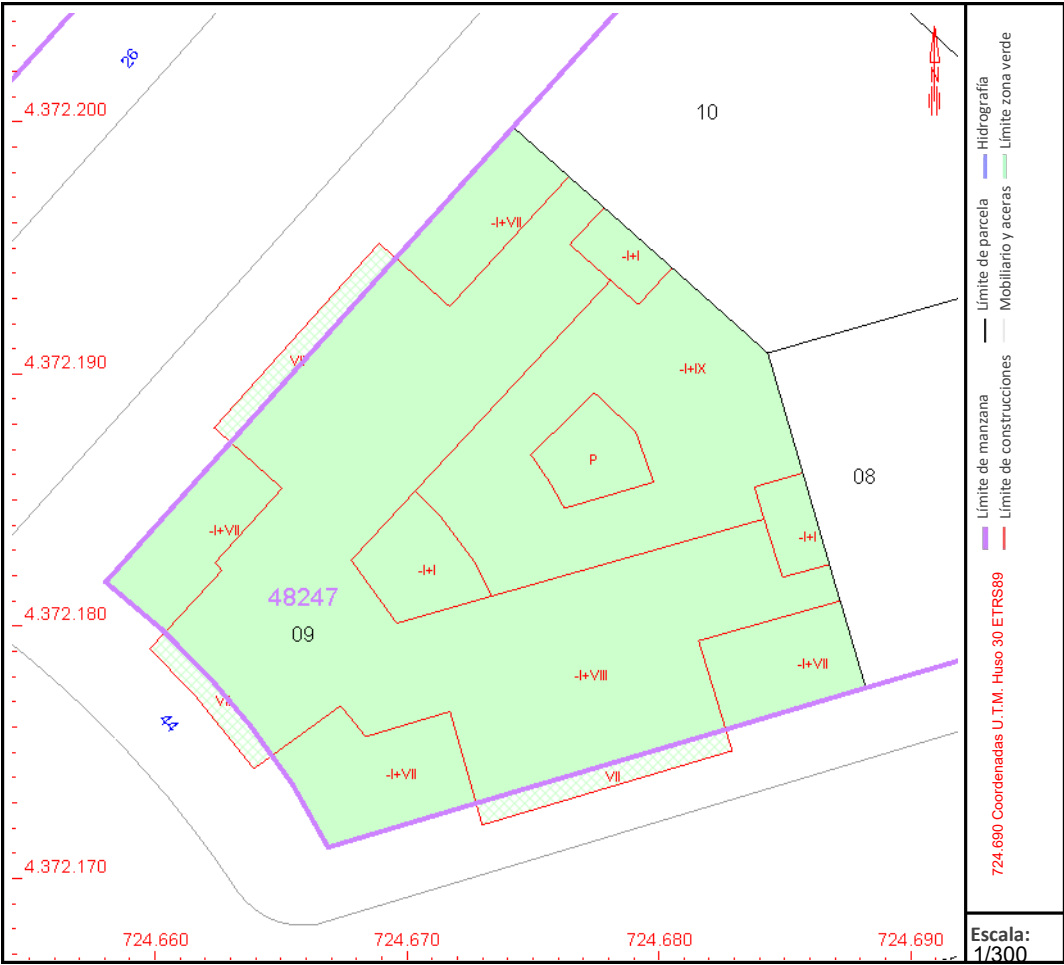 26
4.372.200
10
-I+VII
-I+I
4.372.190
VII
-I+IX
P
08
-I+VII
-I+I
-I+I
48247
4.372.180
09
-I+VII
-I+VIII
VII
44
-I+VII
VII
4.372.170
724.660
724.670
724.680
724.690
N
Hidrografía
Límite zona verde
Límite de parcela
Mobiliario y aceras
Límite de manzana
Límite de construcciones
724.690 Coordenadas U.T.M. Huso 30 ETRS89
Escala:
1/300